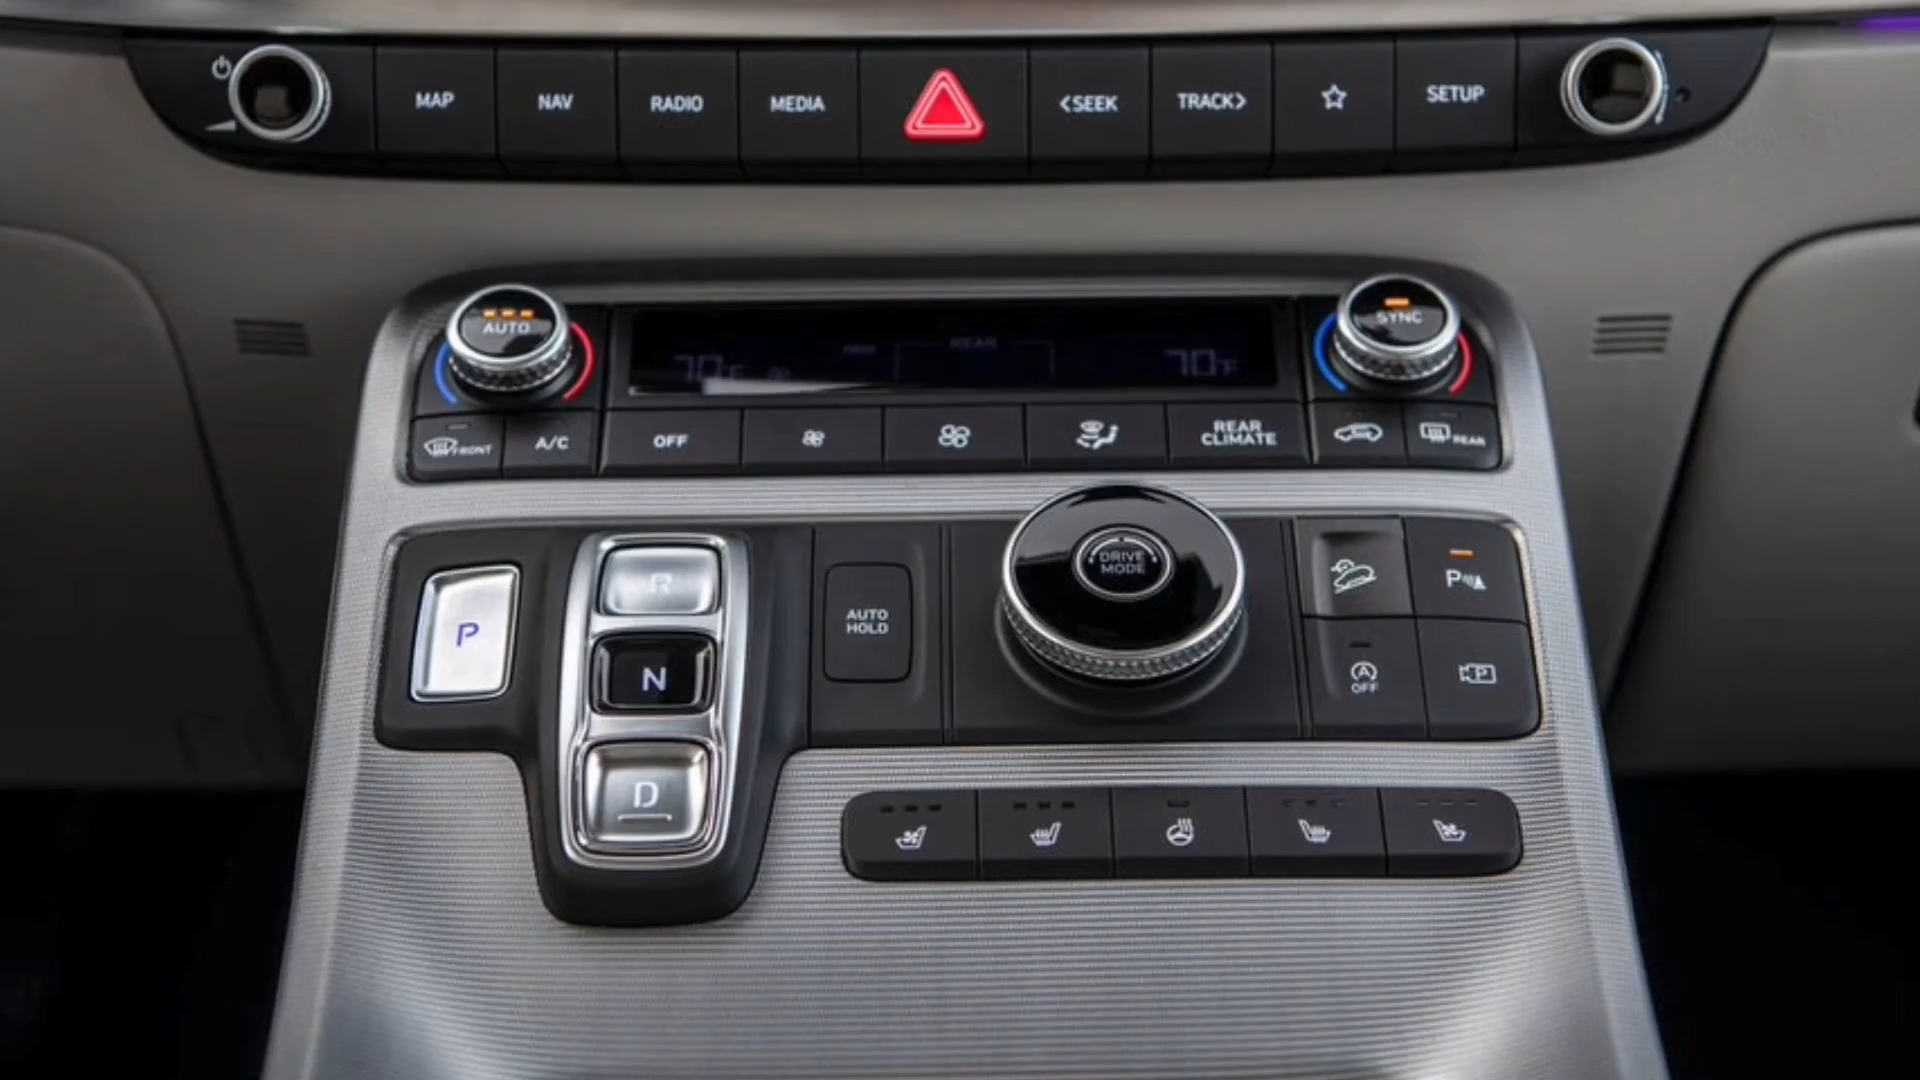 MAP
NAV
RADIO
MEDIA
<SEEK
TRACK>
SETUP
AUTO
SYNC
70°F
REAR
70°F
FRONT
A/C
OFF
REAR
CLIMATE
REAR
P
R
N
D
AUTO
HOLD
DRIVE
MODE
P
A
OFF
P